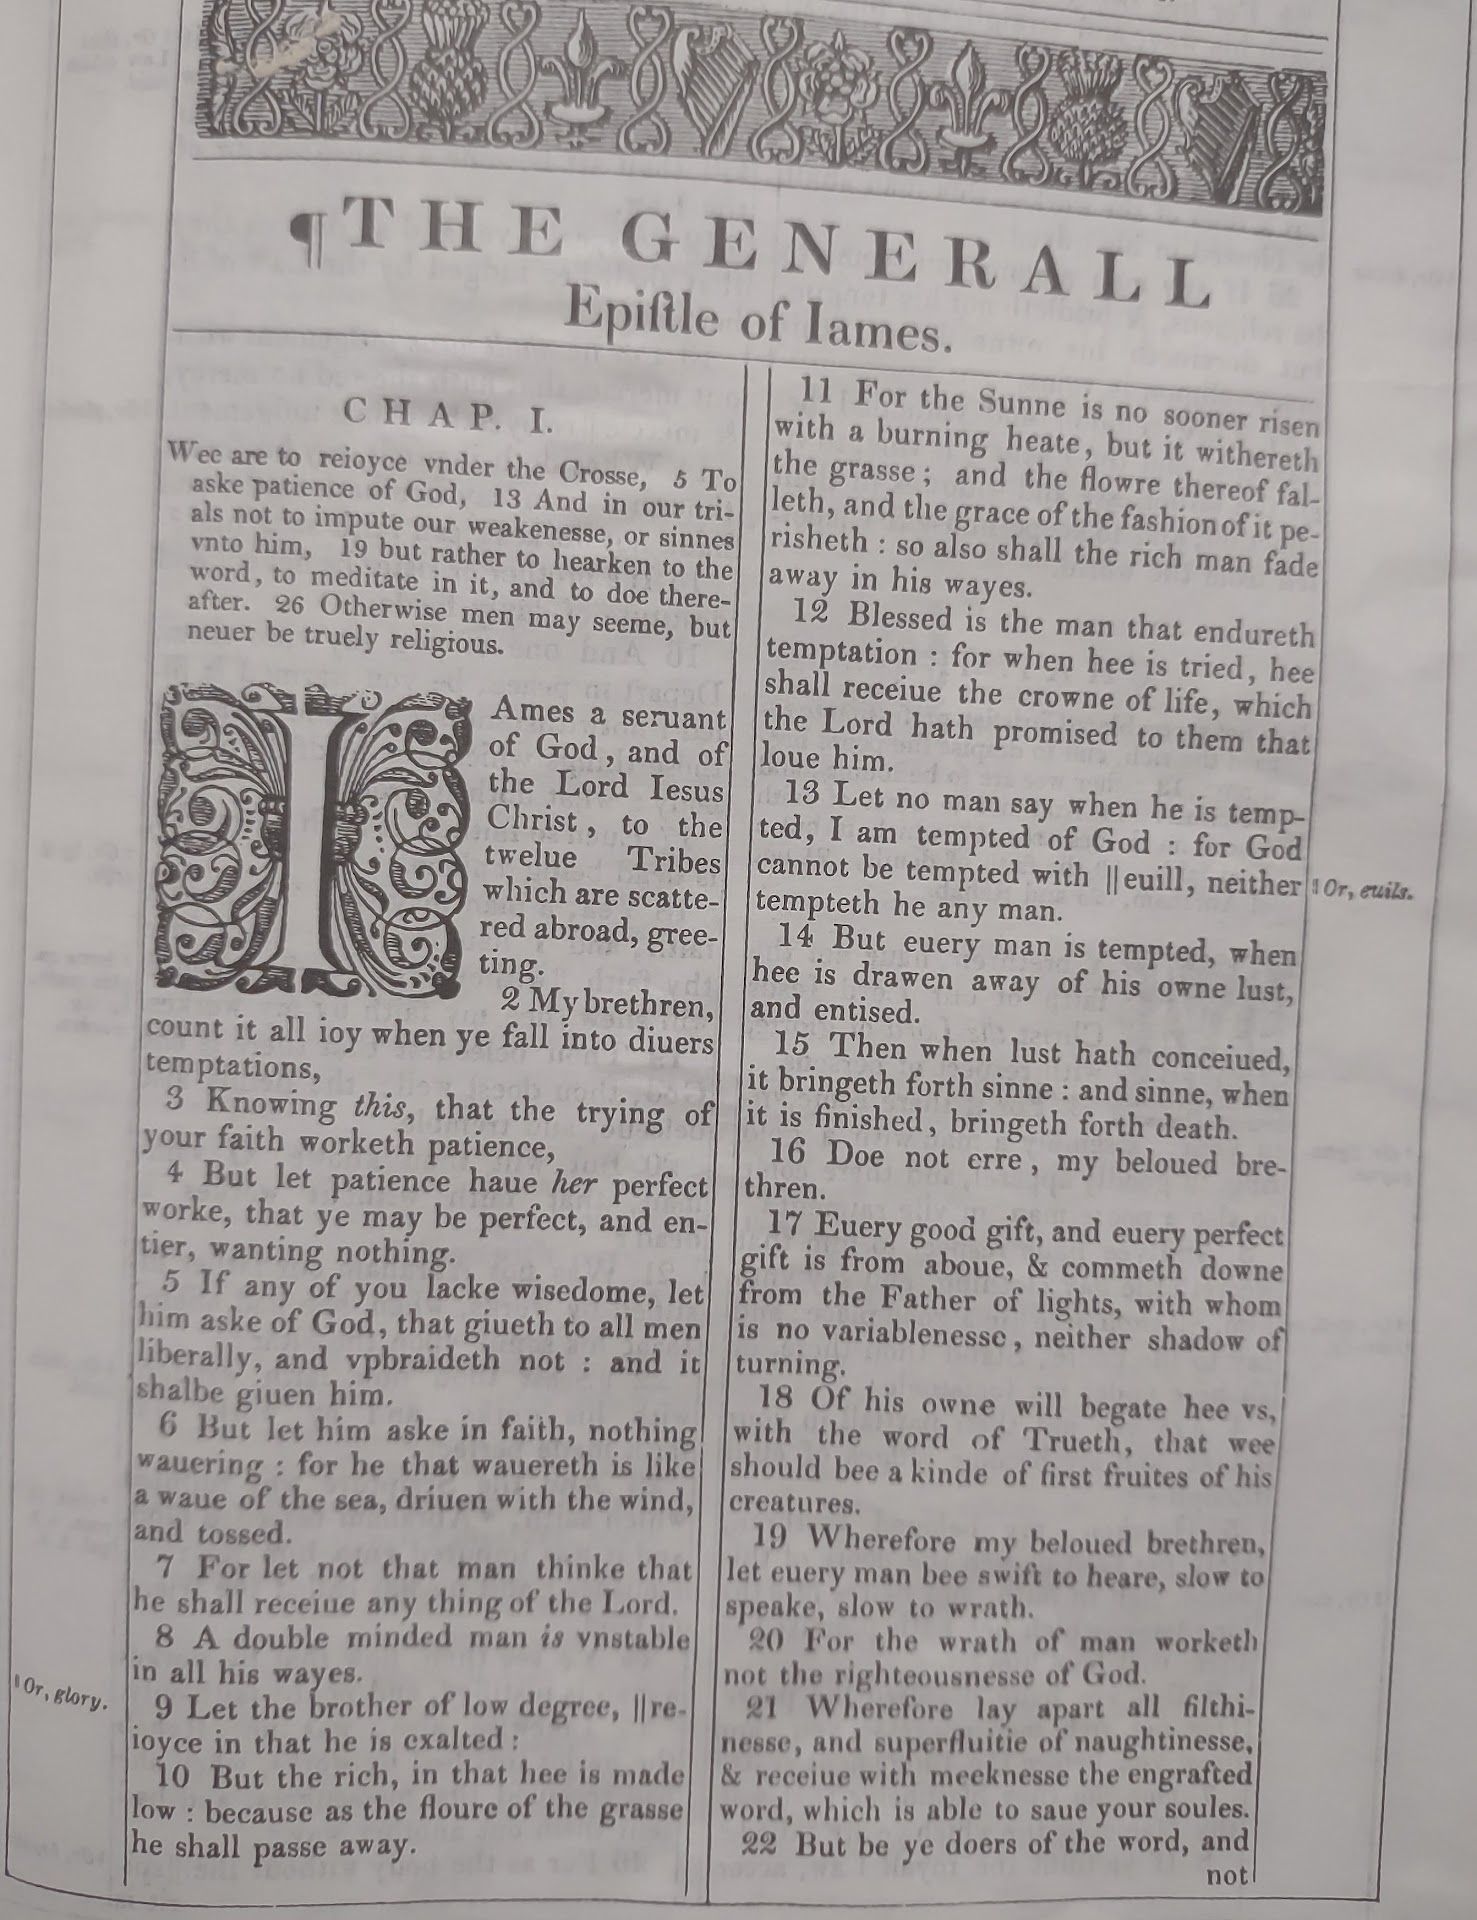 ¶THE GENERALL
Epiſtle of Iames.
CHAP. I.
Wee are to reioyce vnder the Crosse, 5 To
aske patience of God, 13 And in our tri-
als not to impute our weakenesse, or sinnes
vnto him, 19 but rather to hearken to the
word, to meditate in it, and to doe there-
after. 26 Otherwise men may seeme, but
neuer be truely religious.
IAmes a seruant
of God, and of
the Lord Iesus
Christ, to the
twelue Tribes
which are scatte-
red abroad, gree-
ting.
2 My brethren,
count it all ioy when ye fall into diuers
temptations,
3 Knowing this, that the trying of
your faith worketh patience,
4 But let patience haue her perfect
worke, that ye may be perfect, and en-
tier, wanting nothing.
5 If any of you lacke wisedome, let
him aske of God, that giueth to all men
liberally, and vpbraideth not : and it
shalbe giuen him.
6 But let him aske in faith, nothing
wauering : for he that wauereth is like
a waue of the sea, driuen with the wind,
and tossed.
7 For let not that man thinke that
he shall receiue any thing of the Lord.
8 A double minded man is vnstable
in all his wayes.
9 Let the brother of low degree, ||re-
ioyce in that he is exalted :
10 But the rich, in that hee is made
low : because as the floure of the grasse
he shall passe away.
|| Or, glory.
11 For the Sunne is no sooner risen
with a burning heate, but it withereth
the grasse ; and the flowre thereof fal-
leth, and the grace of the fashion of it pe-
risheth : so also shall the rich man fade
away in his wayes.
12 Blessed is the man that endureth
temptation : for when hee is tried, hee
shall receiue the crowne of life, which
the Lord hath promised to them that
loue him.
13 Let no man say when he is temp-
ted, I am tempted of God : for God
cannot be tempted with ||euill, neither
tempteth he any man.
|| Or, euils.
14 But euery man is tempted, when
hee is drawen away of his owne lust,
and entised.
15 Then when lust hath conceiued,
it bringeth forth sinne : and sinne, when
it is finished, bringeth forth death.
16 Doe not erre, my beloued bre-
thren.
17 Euery good gift, and euery perfect
gift is from aboue, & commeth downe
from the Father of lights, with whom
is no variablenesse, neither shadow of
turning.
18 Of his owne will begate hee vs,
with the word of Trueth, that wee
should bee a kinde of first fruites of his
creatures.
19 Wherefore my beloued brethren,
let euery man bee swift to heare, slow to
speake, slow to wrath.
20 For the wrath of man worketh
not the righteousnesse of God.
21 Wherefore lay apart all filthi-
nesse, and superfluitie of naughtinesse,
& receiue with meeknesse the engrafted
word, which is able to saue your soules.
22 But be ye doers of the word, and
not